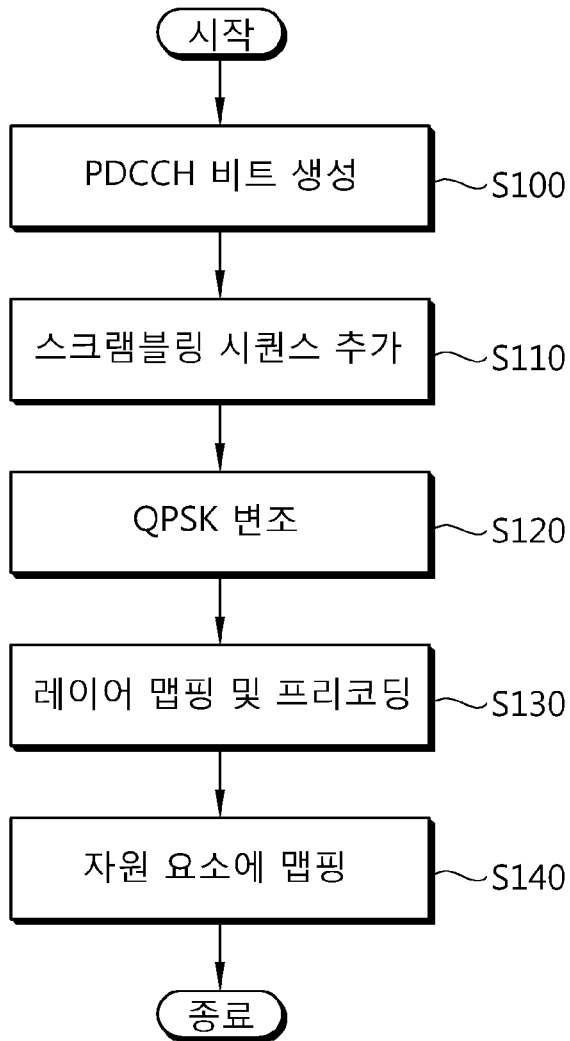 시작
PDCCH 비트 생성
S100
스크램블링 시퀀스 추가
S110
QPSK 변조
S120
레이어 맵핑 및 프리코딩
S130
자원 요소에 맵핑
S140
종료